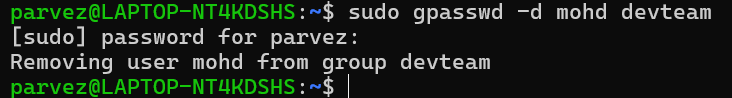 parvez@LAPTOP-NT4KDSHS:~$ sudo gpasswd -d mohd devteam
[sudo] password for parvez:
Removing user mohd from group devteam
parvez@LAPTOP-NT4KDSHS:~$